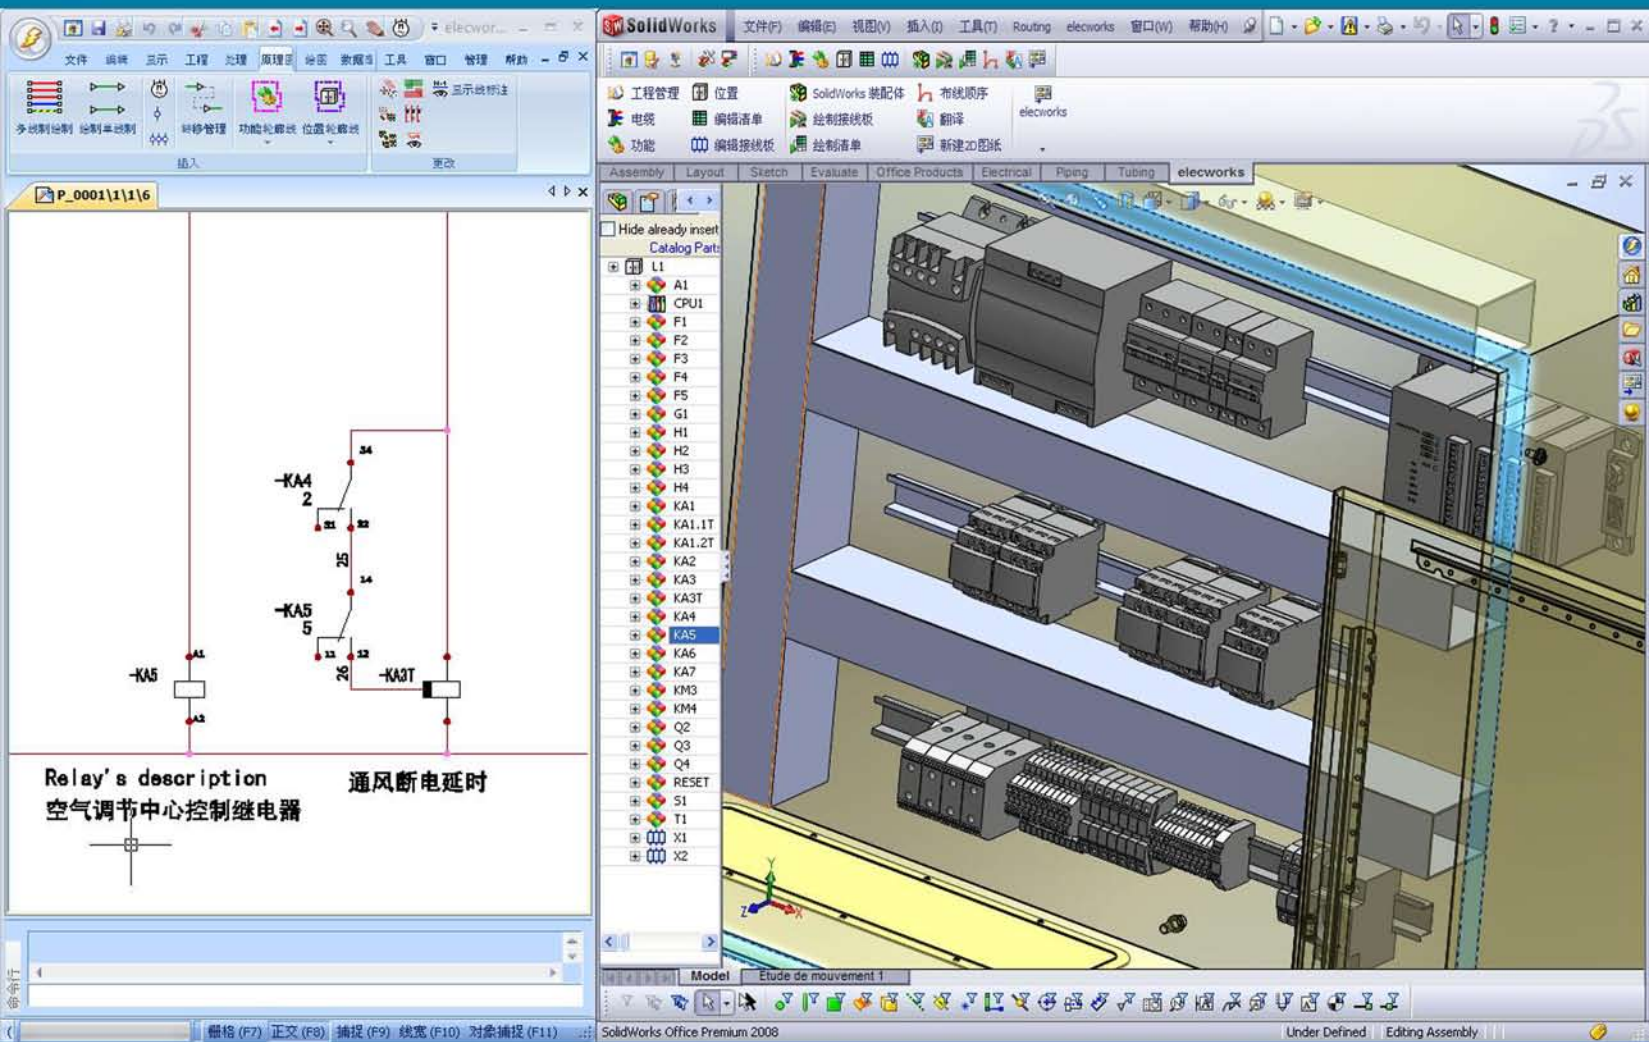 elecwor...
文件 编辑 显示 工程 处理 原理图 绘图 数据库 工具 窗口 管理 帮助
显示线标注
多线制绘制 绘制单线制 转移管理 功能轮廓线 位置轮廓线
插入 更改
P_0001\1\1\6
34
-KA4
2
31 32
25
14
-KA5
5
11 12
26
-KA3T
A1
-KA5
A2
Relay's description
空气调节中心控制继电器
通风断电延时
命令行
栅格 (F7) 正交 (F8) 捕捉 (F9) 线宽 (F10) 对象捕捉 (F11)
SolidWorks 文件(F) 编辑(E) 视图(V) 插入(I) 工具(T) Routing elecworks 窗口(W) 帮助(H)
工程管理 位置 SolidWorks 装配体 布线顺序
电缆 编辑清单 绘制接线板 翻译
功能 编辑接线板 绘制清单 新建2D图纸
elecworks
Assembly Layout Sketch Evaluate Office Products Electrical Piping Tubing elecworks
Hide already insert
Catalog Parts
L1
A1
CPU1
F1
F2
F3
F4
F5
G1
H1
H2
H3
H4
KA1
KA1.1T
KA1.2T
KA2
KA3
KA3T
KA4
KA5
KA6
KA7
KM3
KM4
Q2
Q3
Q4
RESET
S1
T1
X1
X2
Y
Z X
Model Etude de mouvement 1
SolidWorks Office Premium 2008 Under Defined Editing Assembly